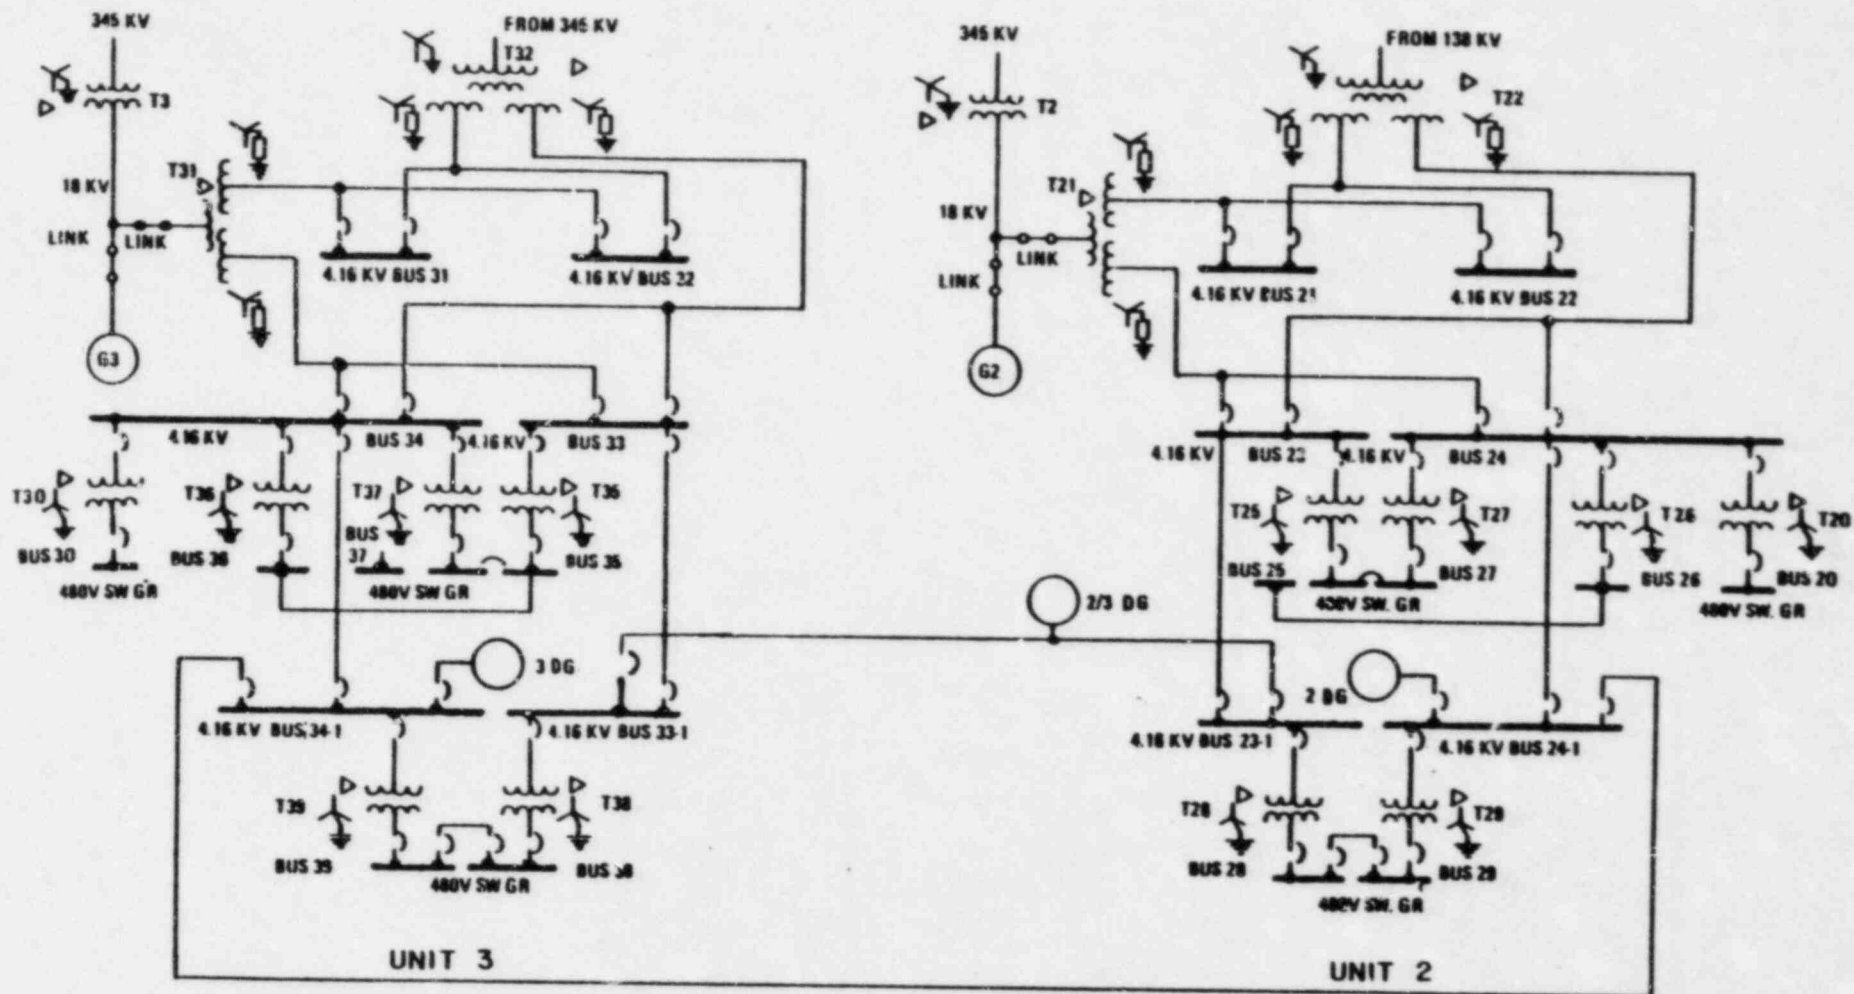 345 KV
FROM 345 KV
T32
T3
T31
18 KV
LINK
LINK
4.16 KV BUS 31
4.16 KV BUS 32
G3
4.16 KV
BUS 34
4.16 KV
BUS 33
T30
T36
T37
T35
BUS 30
BUS 36
BUS
37
BUS 35
480V SW GR
480V SW GR
3 DG
4.16 KV BUS 34-1
4.16 KV BUS 33-1
T39
T38
BUS 39
BUS 38
480V SW GR
UNIT 3
345 KV
FROM 138 KV
T2
T22
T21
18 KV
LINK
LINK
4.16 KV BUS 21
4.16 KV BUS 22
G2
4.16 KV
BUS 23
4.16 KV
BUS 24
T25
T27
T26
T20
BUS 25
BUS 27
BUS 26
BUS 20
480V SW. GR
480V SW. GR
2/3 DG
2 DG
4.16 KV BUS 23-1
4.16 KV BUS 24-1
T28
T29
BUS 28
BUS 29
480V SW. GR
UNIT 2